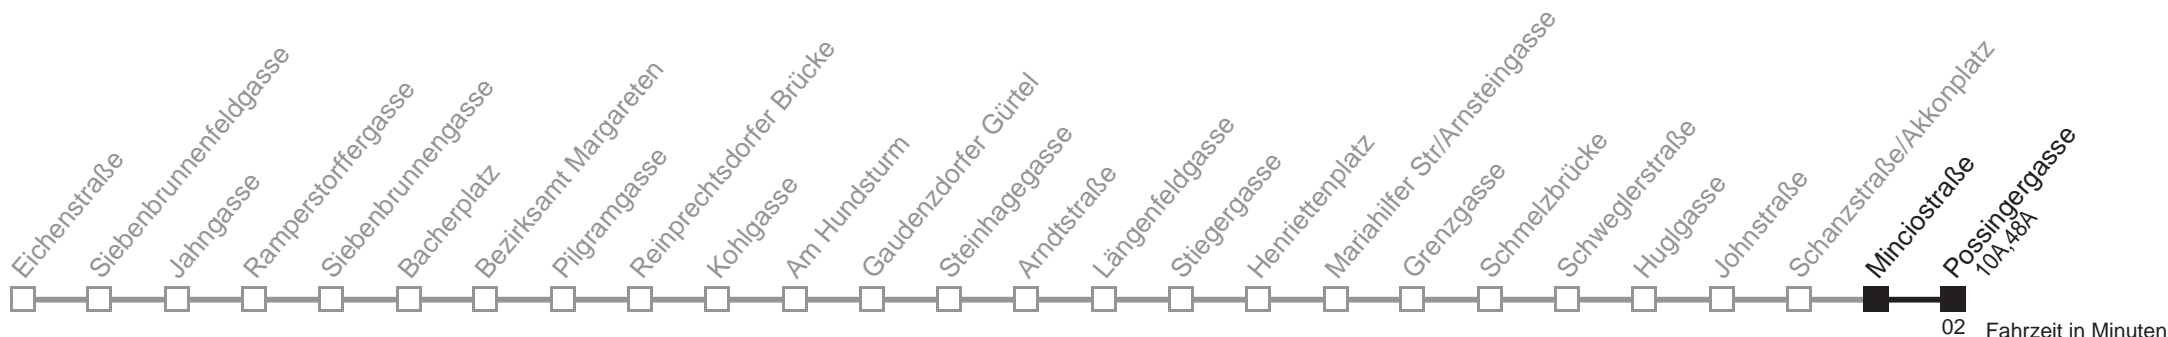 Eichenstraße
Siebenbrunnenfeldgasse
Jahngasse
Ramperstorffergasse
Siebenbrunnengasse
Bacherplatz
Bezirksamt Margareten
Pilgramgasse
Reinprechtsdorfer Brücke
Kohlgasse
Am Hundsturm
Gaudenzdorfer Gürtel
Steinhagegasse
Arndtstraße
Längenfeldgasse
Stiegergasse
Henriettenplatz
Mariahilfer Str/Arnsteingasse
Grenzgasse
Schmelzbrücke
Schweglerstraße
Huglgasse
Johnstraße
Schanzstraße/Akkonplatz
Minciostraße
Possingergasse
10A,48A
02
Fahrzeit in Minuten